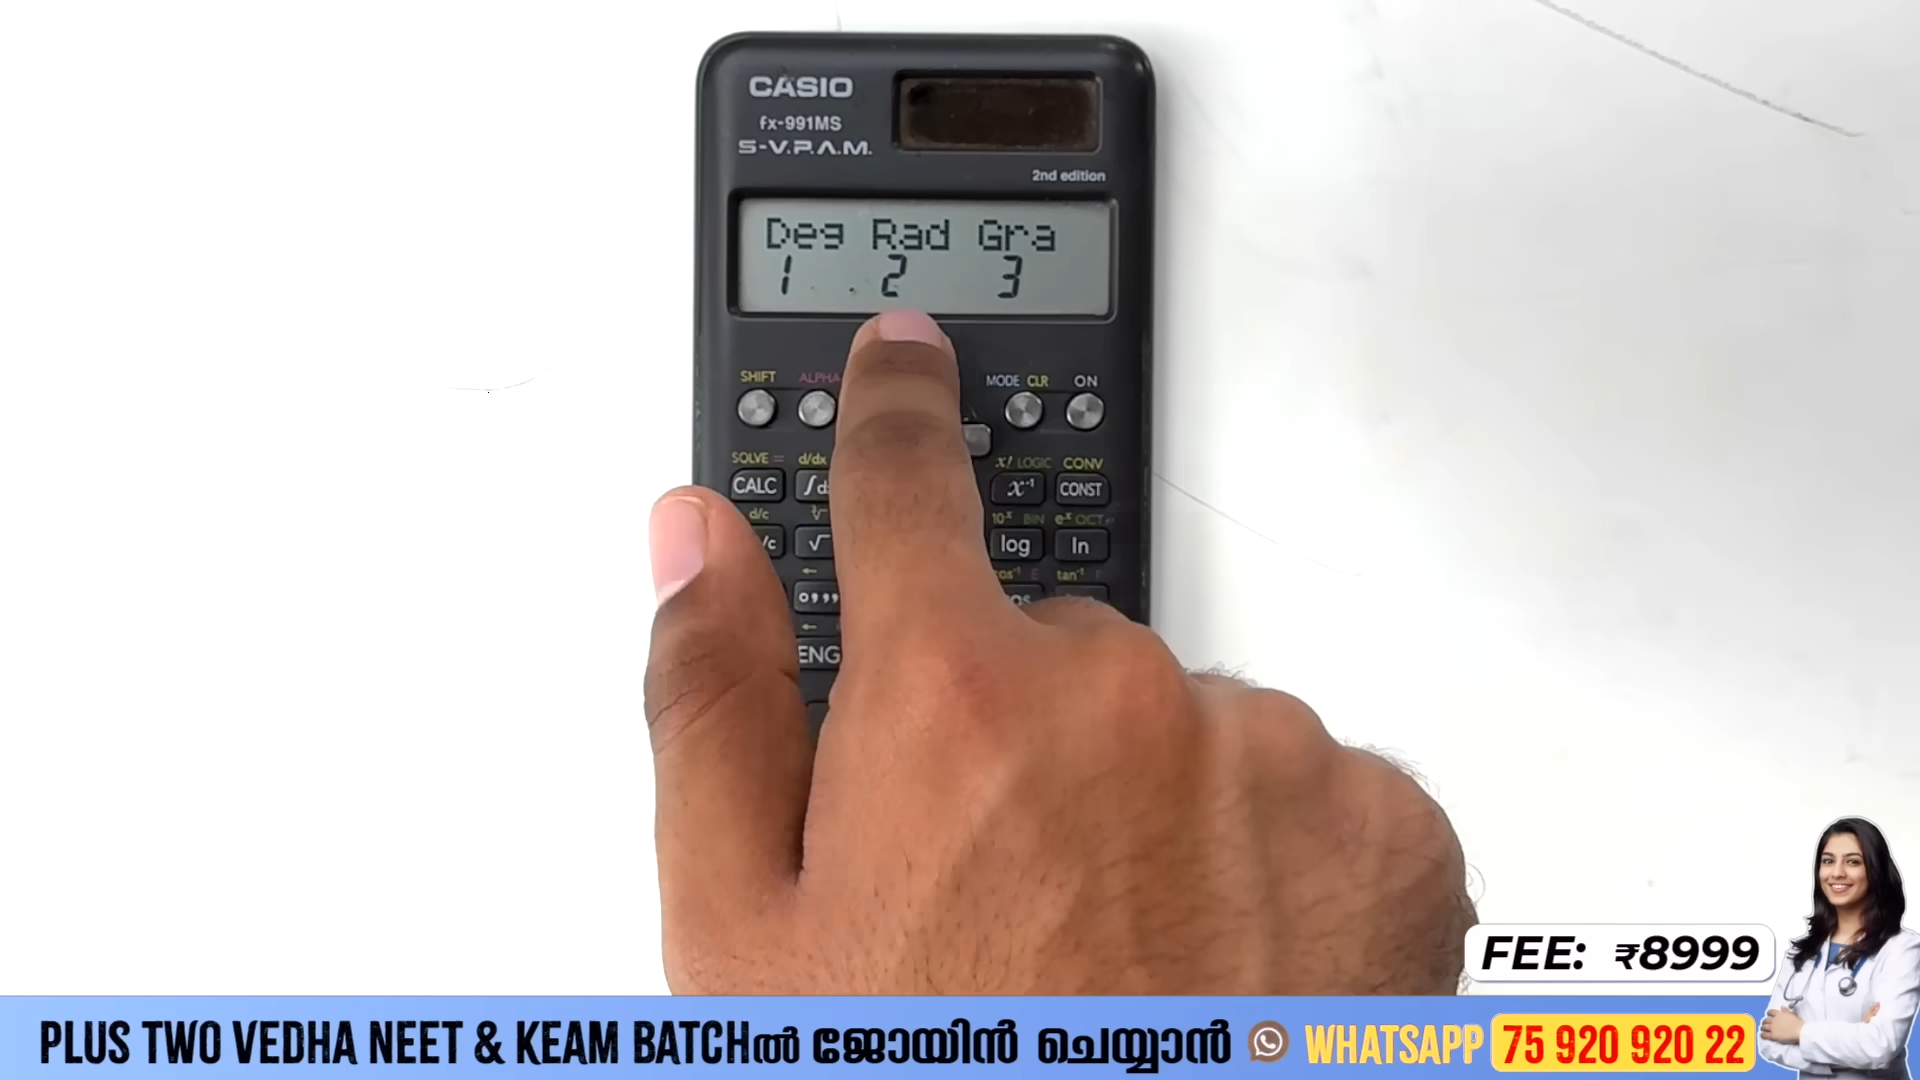 CASIO
fx-991MS
S-V.P.A.M.
2nd edition
Deg Rad Gra
1 2 3
SHIFT ALPHA MODE CLR ON
SOLVE = d/dx x! LOGIC CONV
CALC ∫d x⁻¹ CONST
d/c ∛ 10ˣ BIN eˣ OCT
√ log ln
← cos⁻¹ E tan⁻¹ F
←
ENG
FEE: ₹8999
PLUS TWO VEDHA NEET & KEAM BATCHൽ ജോയിൻ ചെയ്യാൻ WHATSAPP 75 920 920 22